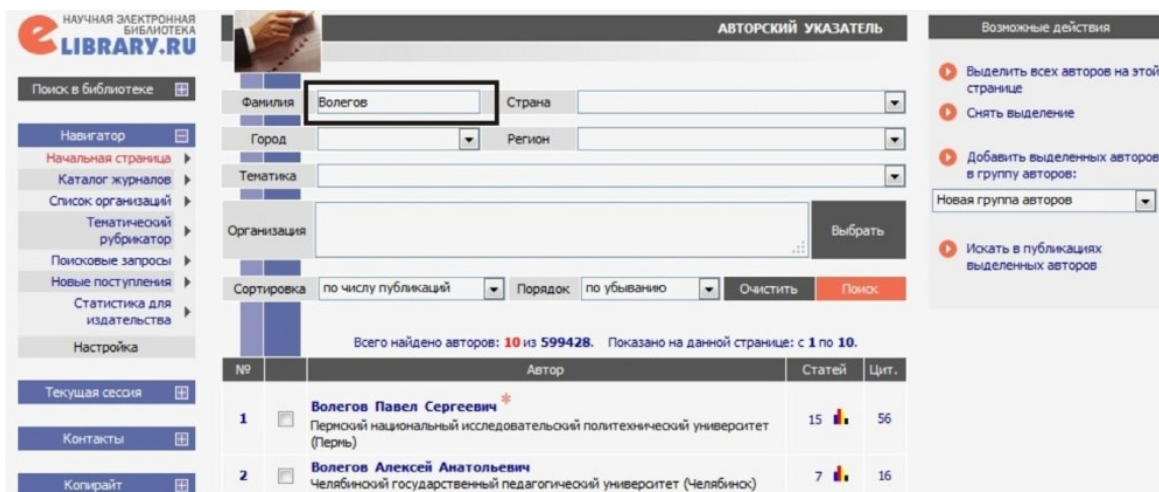 НАУЧНАЯ ЭЛЕКТРОННАЯ
БИБЛИОТЕКА
eLIBRARY.RU
Поиск в библиотеке
Навигатор
Начальная страница
Каталог журналов
Список организаций
Тематический
рубрикатор
Поисковые запросы
Новые поступления
Статистика для
издательства
Настройка
Текущая сессия
Контакты
Копирайт
АВТОРСКИЙ УКАЗАТЕЛЬ
Фамилия Волегов Страна
Город Регион
Тематика
Организация Выбрать
Сортировка по числу публикаций Порядок по убыванию Очистить Поиск
Всего найдено авторов: 10 из 599428. Показано на данной странице: с 1 по 10.
№ Автор Статей Цит.
1 Волегов Павел Сергеевич * 15 56
Пермский национальный исследовательский политехнический университет
(Пермь)
2 Волегов Алексей Анатольевич 7 16
Челябинский государственный педагогический университет (Челябинск)
Возможные действия
Выделить всех авторов на этой
странице
Снять выделение
Добавить выделенных авторов
в группу авторов:
Новая группа авторов
Искать в публикациях
выделенных авторов